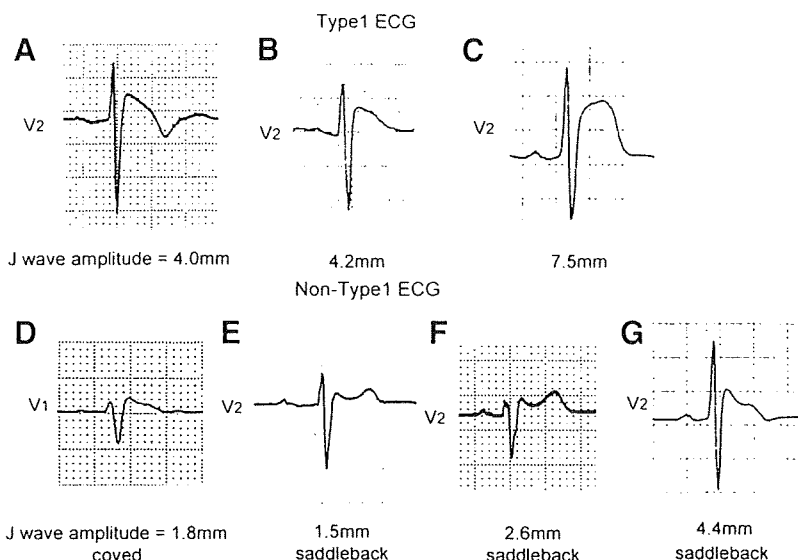 Type1 ECG
A B C
V2 V2 V2
J wave amplitude = 4.0mm 4.2mm 7.5mm
Non-Type1 ECG
D E F G
V1 V2 V2 V2
J wave amplitude = 1.8mm 1.5mm 2.6mm 4.4mm
coved saddleback saddleback saddleback